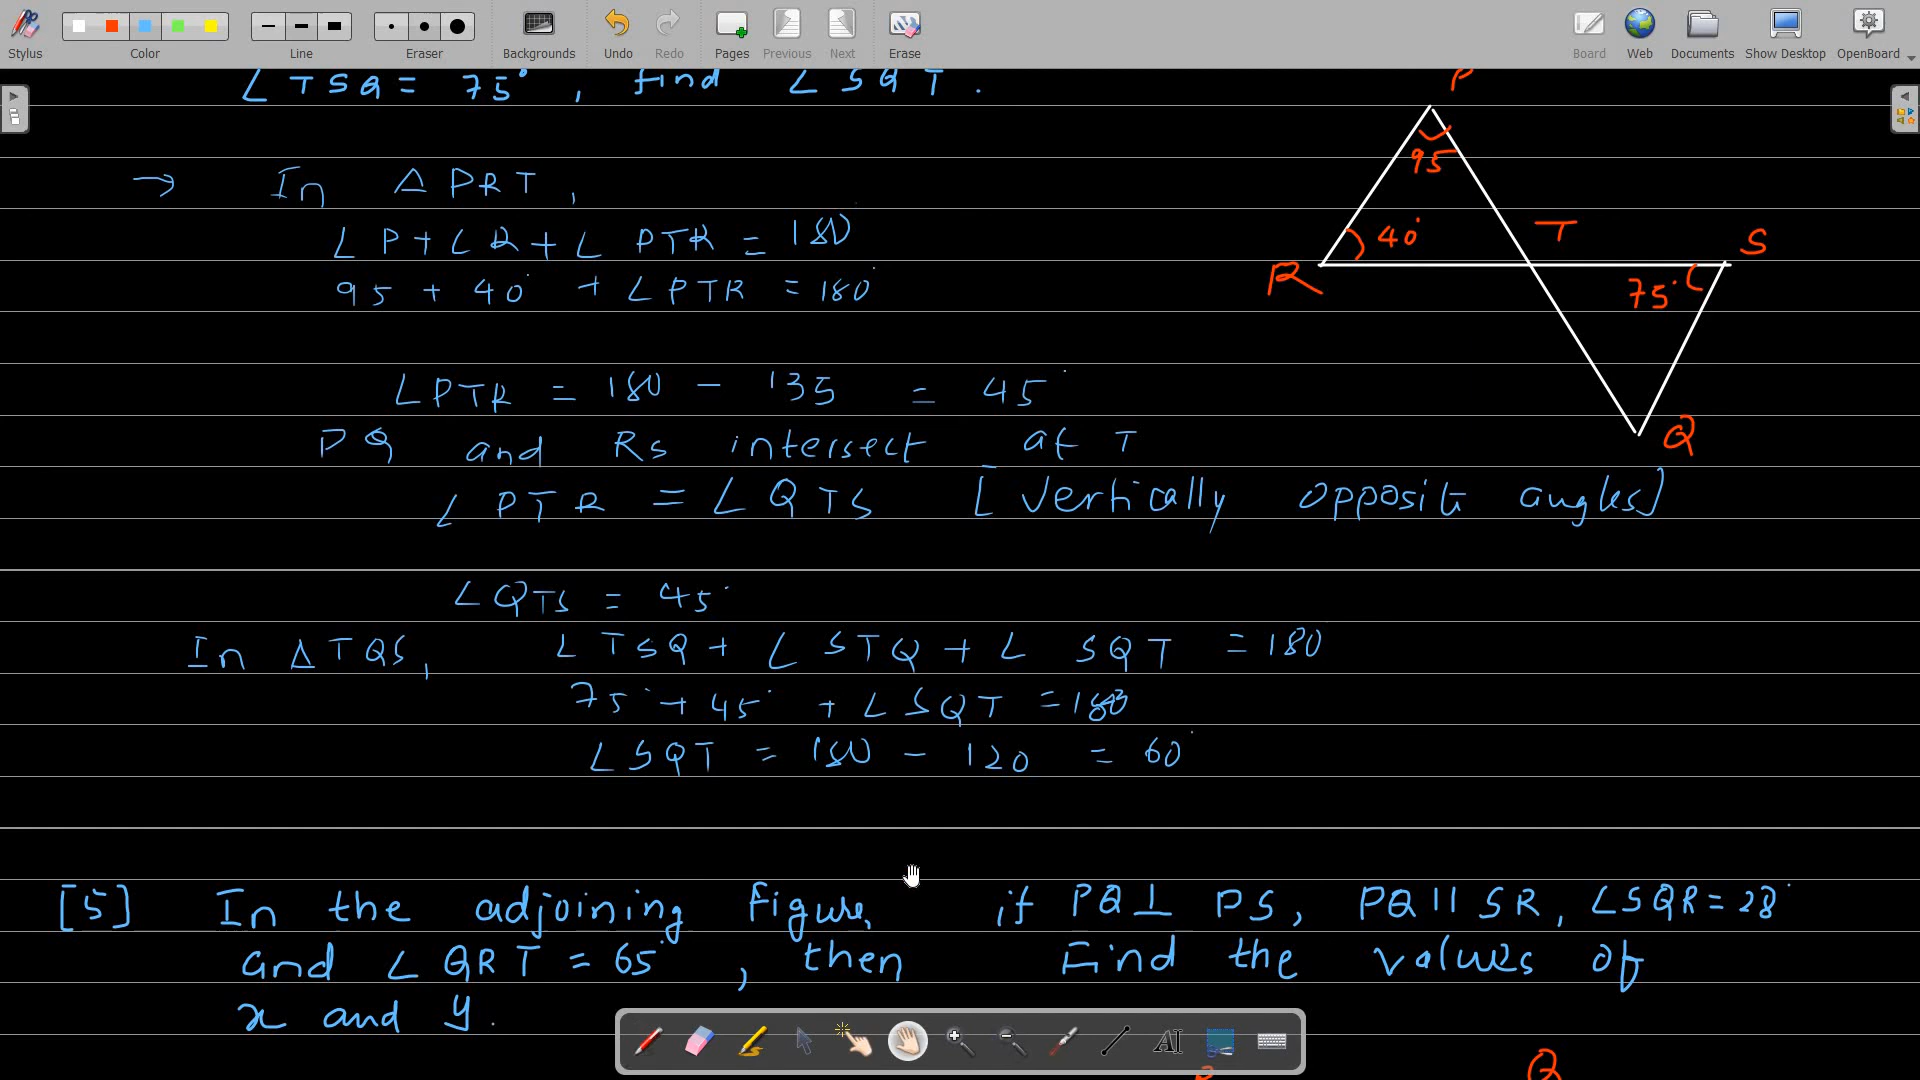 Stylus Color Line Eraser Backgrounds Undo Redo Pages Previous Next Erase Board Web Documents Show Desktop OpenBoard
∠TSQ = 75°, find ∠SQT.
P
→ In △PRT,
95
∠P + ∠R + ∠PTR = 180
40°
T
S
R
95 + 40° + ∠PTR = 180°
75°
∠PTR = 180 - 135 = 45°
PQ and Rs intersect at T
Q
∠PTR = ∠QTS [Vertically opposite angles]
∠QTS = 45°
In △TQS, ∠TSQ + ∠STQ + ∠SQT = 180
75° + 45° + ∠SQT = 180
∠SQT = 180 - 120 = 60°
[5] In the adjoining figure, if PQ ⊥ PS, PQ || SR, ∠SQR = 28°
and ∠QRT = 65°, then Find the values of
x and y.
Q